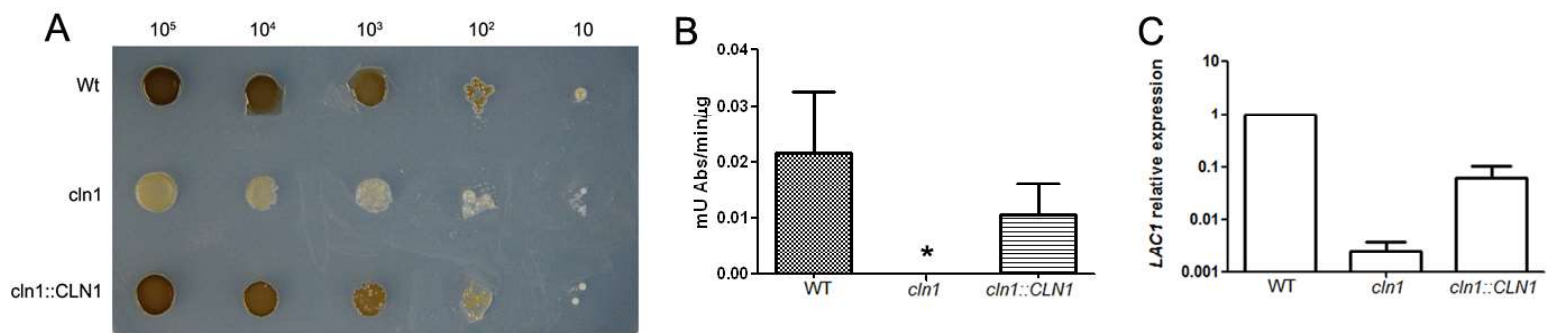 A
10⁵ 10⁴ 10³ 10² 10
Wt
cln1
cln1::CLN1
B
mU Abs/min/µg
0.04
0.03
0.02
0.01
0.00
*
WT cln1 cln1::CLN1
C
LAC1 relative expression
10
1
0.1
0.01
0.001
WT cln1 cln1::CLN1